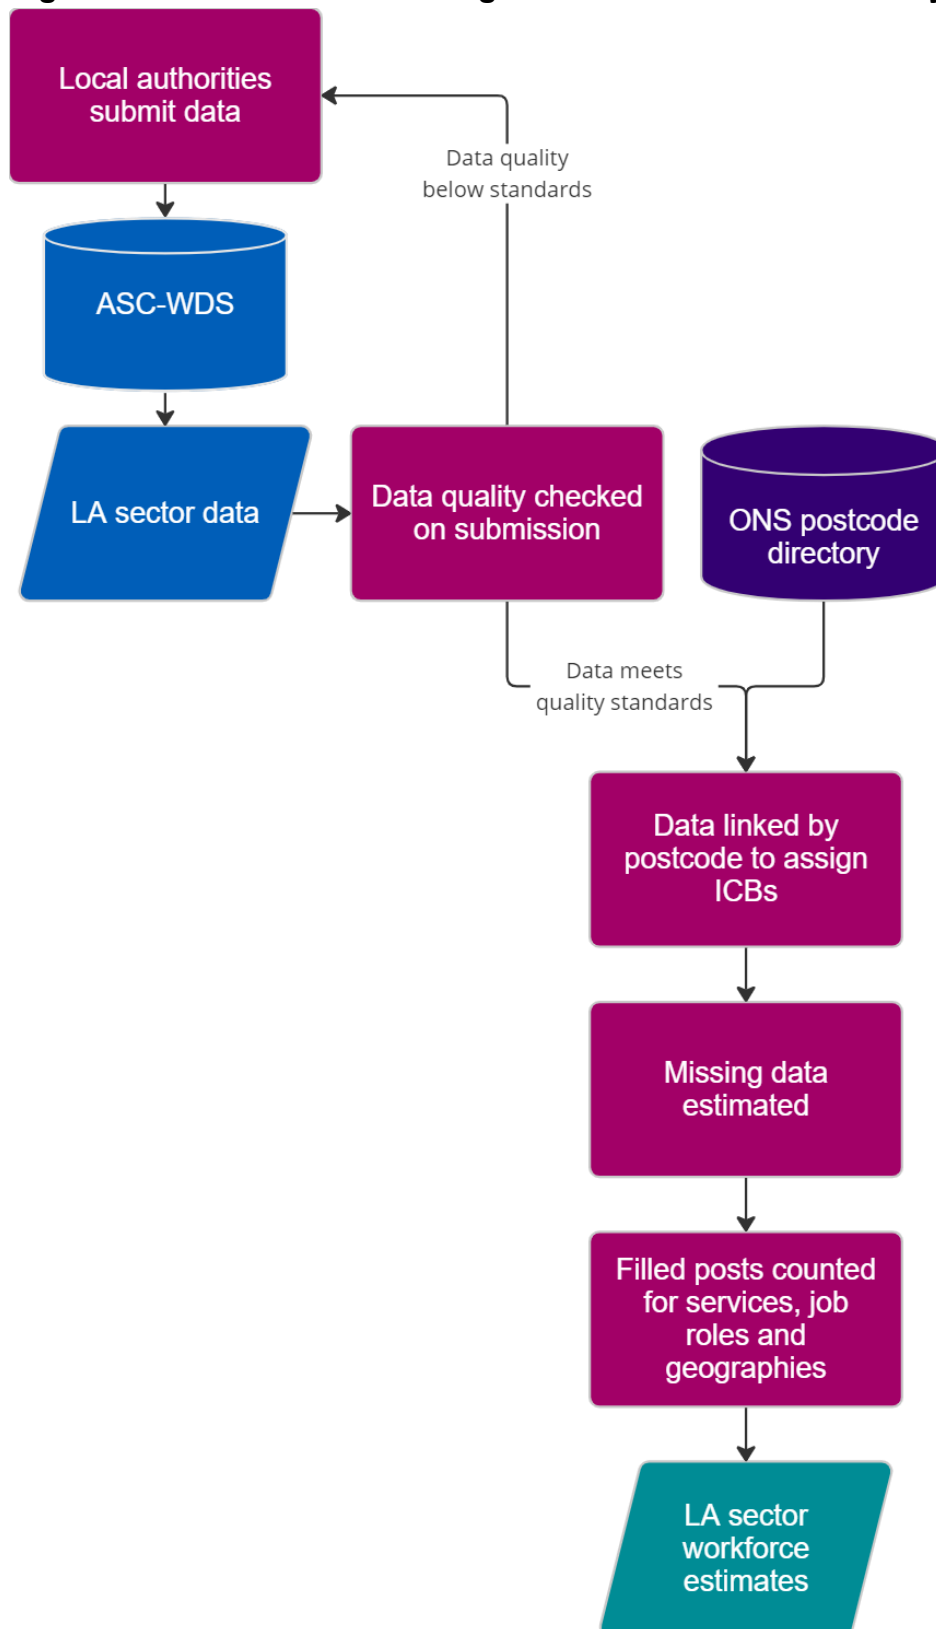 Local authorities
submit data
Data quality
below standards
ASC-WDS
LA sector data
Data quality checked
on submission
ONS postcode
directory
Data meets
quality standards
Data linked by
postcode to assign
ICBs
Missing data
estimated
Filled posts counted
for services, job
roles and
geographies
LA sector
workforce
estimates